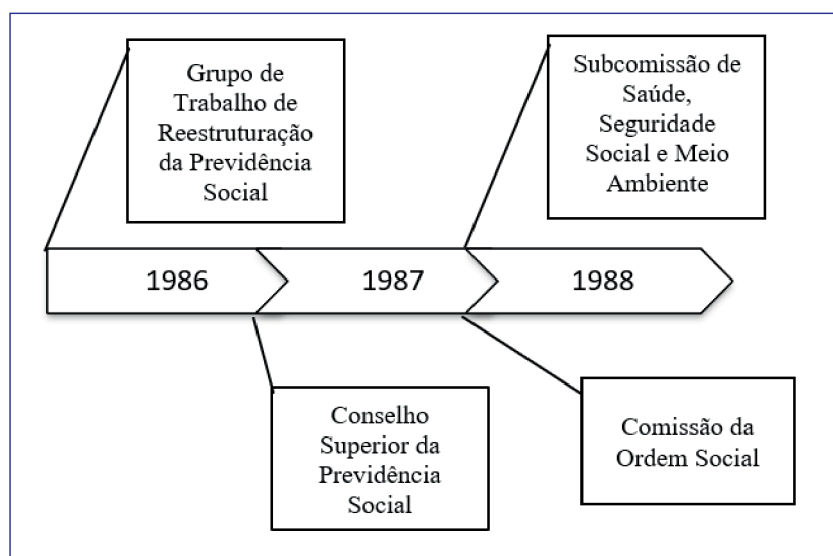 Grupo de
Trabalho de
Reestruturação
da Previdência
Social
Subcomissão de
Saúde,
Seguridade
Social e Meio
Ambiente
1986
1987
1988
Conselho
Superior da
Previdência
Social
Comissão da
Ordem Social